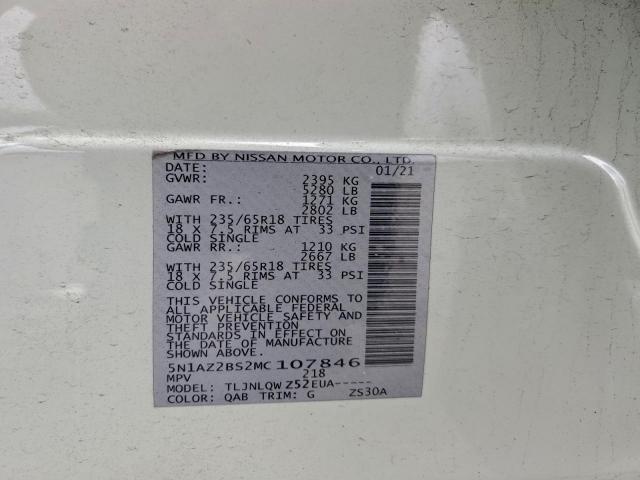 MFD BY NISSAN MOTOR CO., LTD.
DATE: 01/21
GVWR: 2395 KG
5280 LB
GAWR FR.: 1271 KG
2802 LB
WITH 235/65R18 TIRES
18 X 7.5 RIMS AT 33 PSI
COLD SINGLE
GAWR RR.: 1210 KG
2667 LB
WITH 235/65R18 TIRES
18 X 7.5 RIMS AT 33 PSI
COLD SINGLE
THIS VEHICLE CONFORMS TO
ALL APPLICABLE FEDERAL
MOTOR VEHICLE SAFETY AND
THEFT PREVENTION
STANDARDS IN EFFECT ON
THE DATE OF MANUFACTURE
SHOWN ABOVE.
5N1AZ2BS2MC107846
MPV 218
MODEL: TLJNLQW Z52EUA-----
COLOR: QAB TRIM: G ZS30A